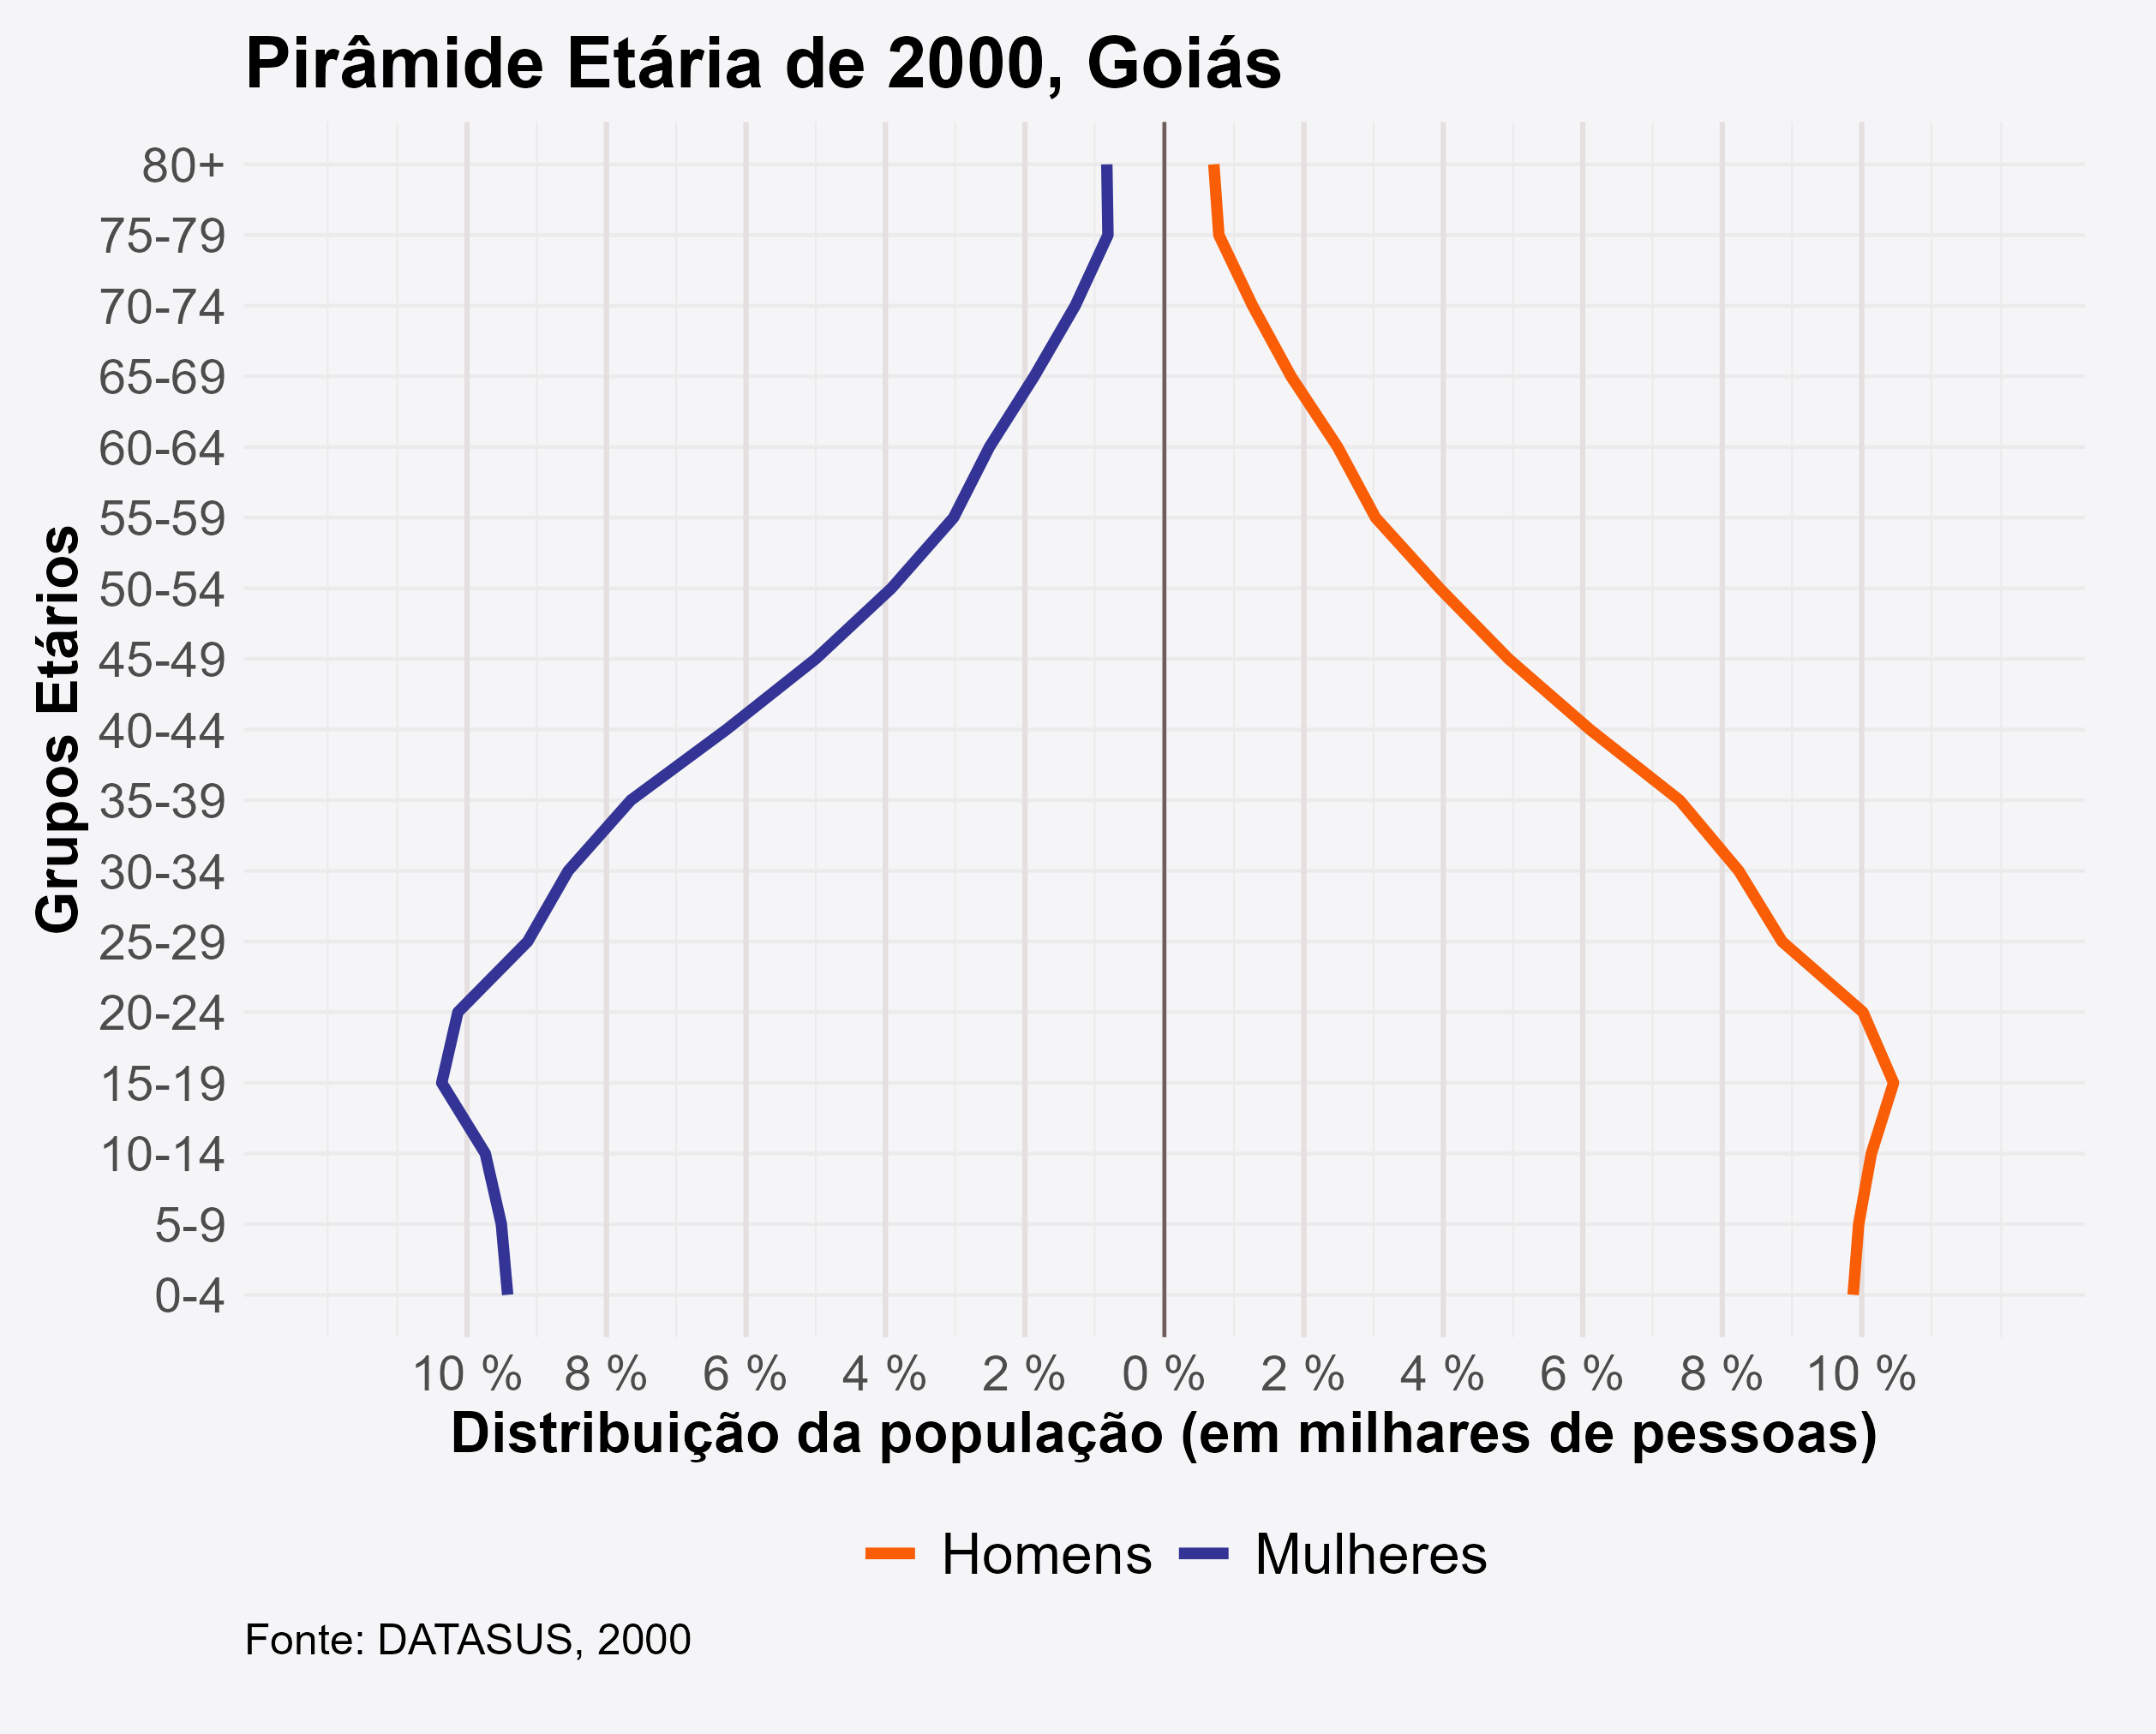 Pirâmide Etária de 2000, Goiás
Grupos Etários
80+
75-79
70-74
65-69
60-64
55-59
50-54
45-49
40-44
35-39
30-34
25-29
20-24
15-19
10-14
5-9
0-4
10 % 8 % 6 % 4 % 2 % 0 % 2 % 4 % 6 % 8 % 10 %
Distribuição da população (em milhares de pessoas)
Homens Mulheres
Fonte: DATASUS, 2000